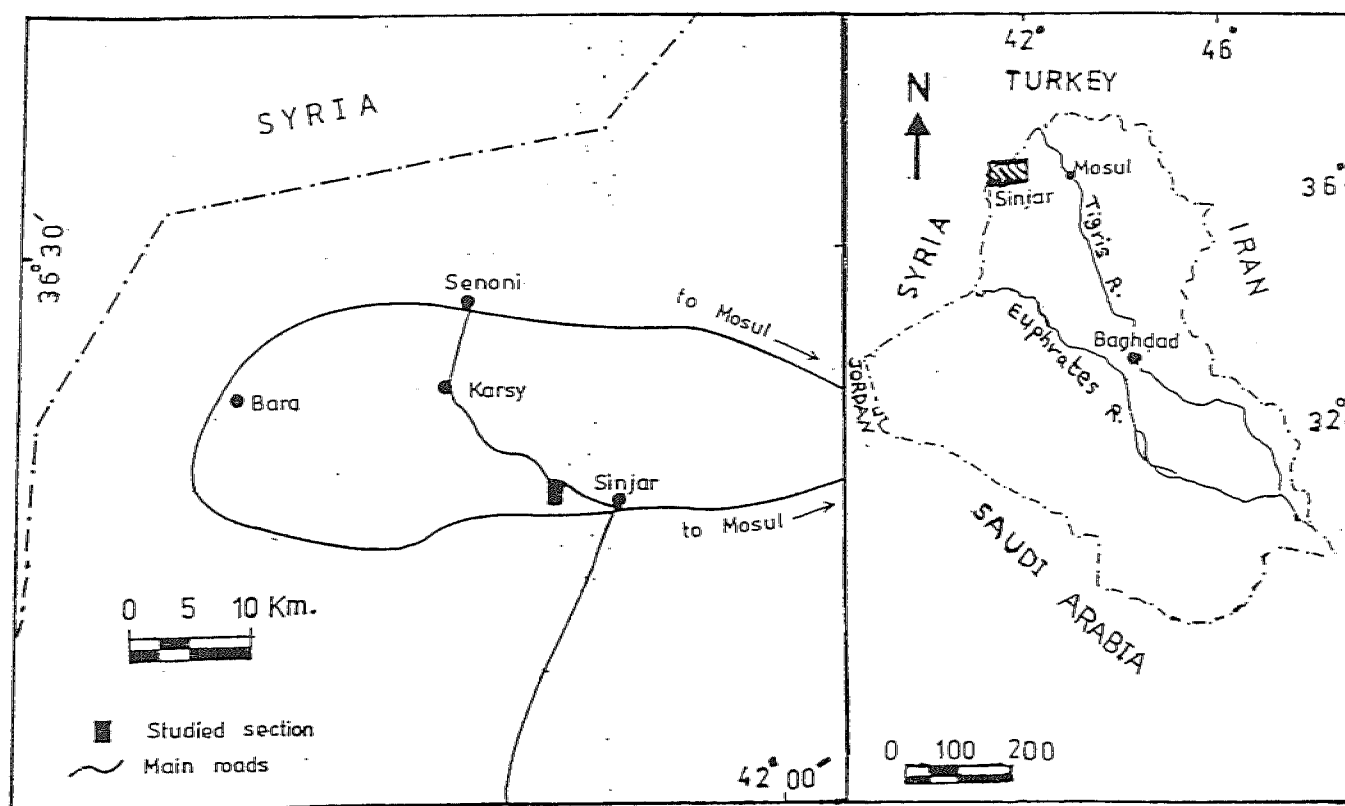 SYRIA
36° 30′
Senoni
to Mosul
Karsy
Bara
Sinjar
to Mosul
0 5 10 Km.
Studied section
Main roads
42° 00′
42° 46°
N
TURKEY
Mosul
36°
Sinjar
Tigris R.
SYRIA
IRAN
Euphrates R.
Baghdad
JORDAN
32°
SAUDI ARABIA
0 100 200